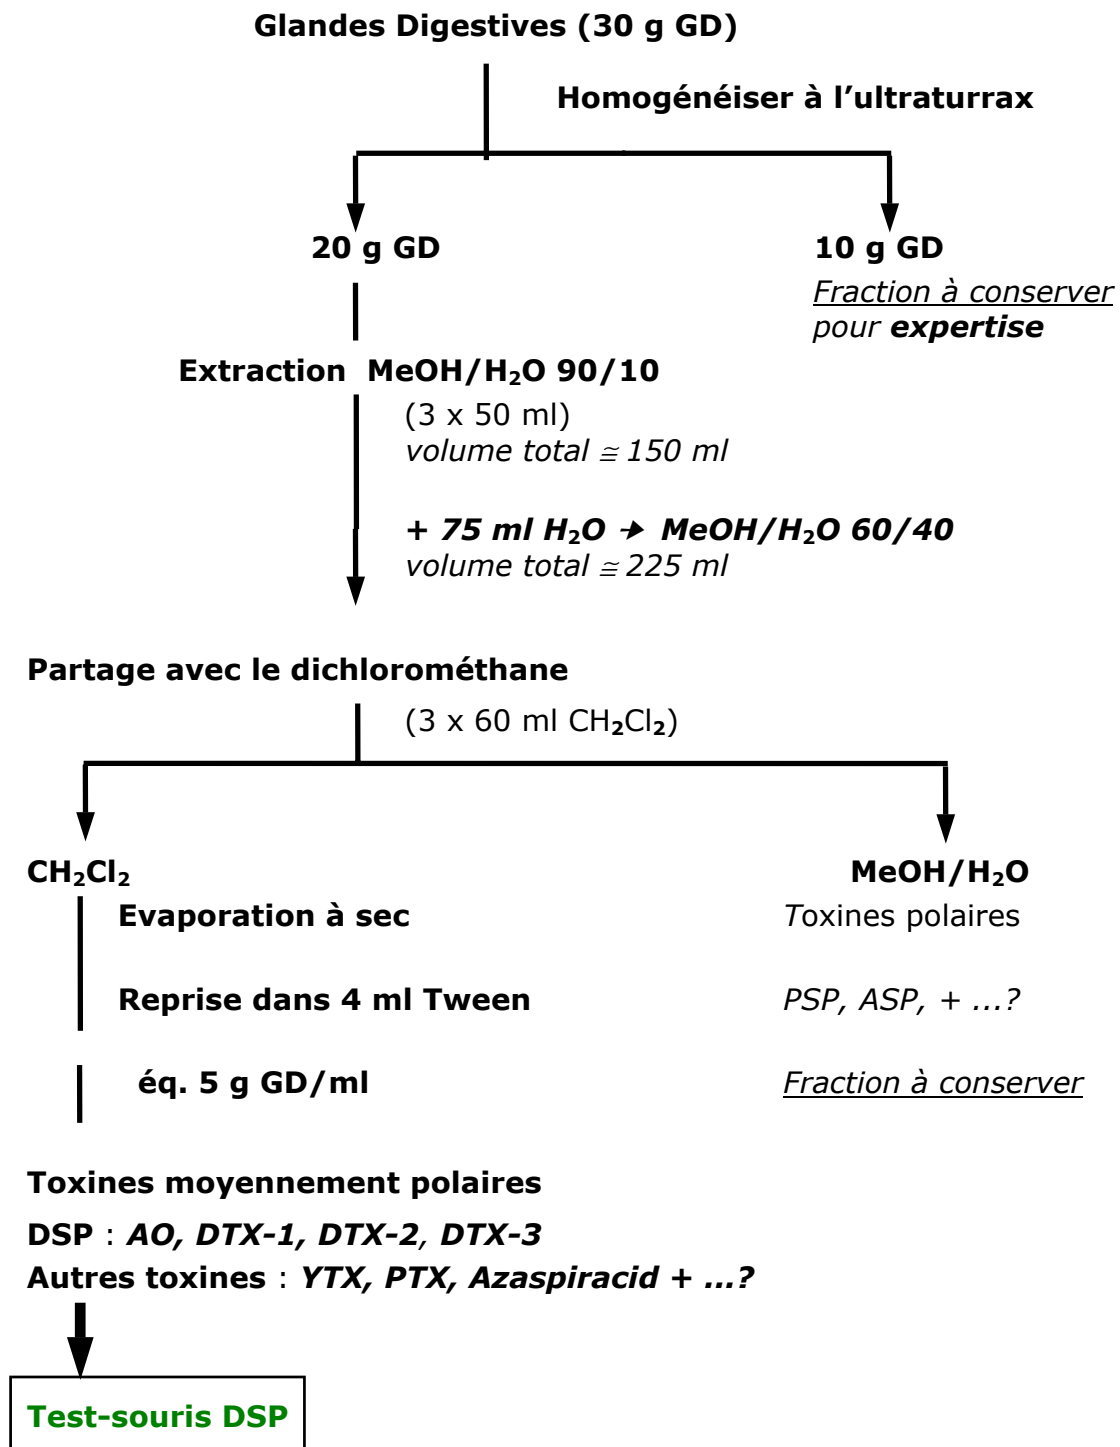 Glandes Digestives (30 g GD)
Homogénéiser à l’ultraturrax
20 g GD
10 g GD
Fraction à conserver
pour expertise
Extraction MeOH/H₂O 90/10
(3 x 50 ml)
volume total ≅ 150 ml
+ 75 ml H₂O → MeOH/H₂O 60/40
volume total ≅ 225 ml
Partage avec le dichlorométhane
(3 x 60 ml CH₂Cl₂)
CH₂Cl₂
MeOH/H₂O
Evaporation à sec
Toxines polaires
Reprise dans 4 ml Tween
PSP, ASP, + ...?
éq. 5 g GD/ml
Fraction à conserver
Toxines moyennement polaires
DSP : AO, DTX-1, DTX-2, DTX-3
Autres toxines : YTX, PTX, Azaspiracid + ...?
Test-souris DSP